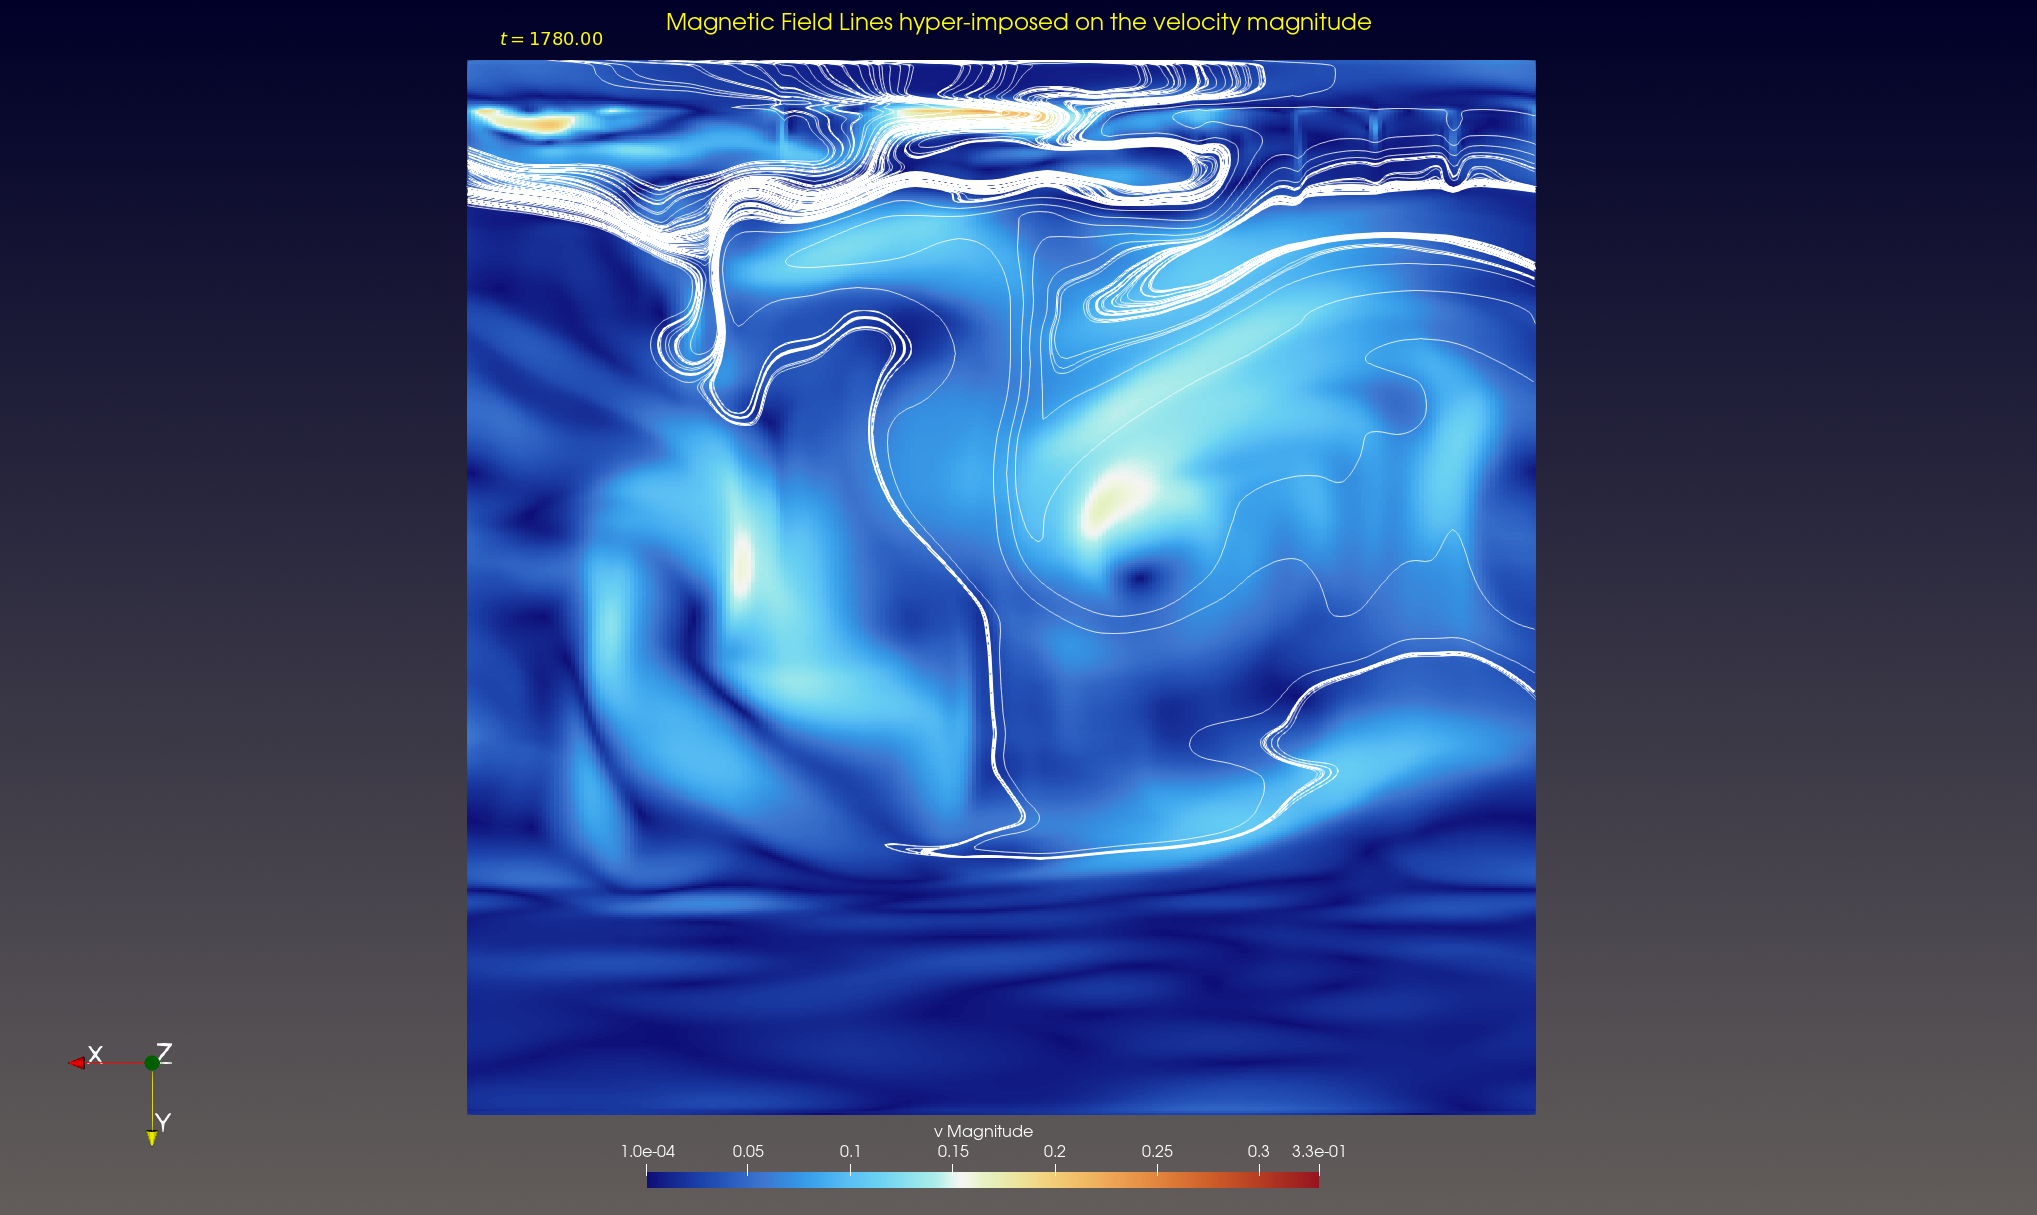 Magnetic Field Lines hyper-imposed on the velocity magnitude
t = 1780.00
X
Z
Y
v Magnitude
1.0e-04 0.05 0.1 0.15 0.2 0.25 0.3 3.3e-01